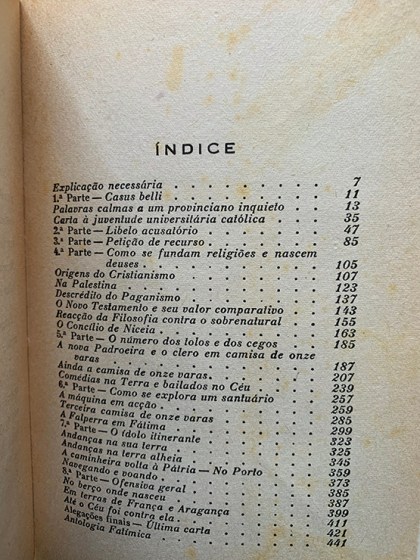 ÍNDICE
Explicação necessária . . . . . . . . . 7
1.ª Parte — Casus belli . . . . . . . . . 11
Palavras calmas a um provinciano inquieto . . 13
Carta à juventude universitária católica . . . 35
2.ª Parte — Libelo acusatório . . . . . . . 47
3.ª Parte — Petição de recurso . . . . . . . 85
4.ª Parte — Como se fundam religiões e nascem
deuses . . . . . . . . . 105
Origens do Cristianismo . . . . . . . . 107
Na Palestina . . . . . . . . . 123
Descrédito do Paganismo . . . . . . . . 137
O Novo Testamento e seu valor comparativo . . 143
Reacção da Filosofia contra o sobrenatural . . 155
O Concílio de Niceia . . . . . . . . 163
5.ª Parte — O número dos tolos e dos cegos . . 185
A nova Padroeira e o clero em camisa de onze
varas . . . . . . . . . 187
Ainda a camisa de onze varas . . . . . . . 207
Comédias na Terra e bailados no Céu . . . . 239
6.ª Parte — Como se explora um santuário . . 257
A máquina em acção . . . . . . . . 259
Terceira camisa de onze varas . . . . . . 285
A Falperra em Fátima . . . . . . . . 299
7.ª Parte — O ídolo itinerante . . . . . . 323
Andanças na sua terra . . . . . . . . 325
Andanças na terra alheia . . . . . . . 345
A caminheira volta à Pátria — No Porto . . . 359
Navegando e voando . . . . . . . . 373
8.ª Parte — Ofensiva geral . . . . . . . 385
No berço onde nasceu . . . . . . . . 387
Em terras de França e Aragança . . . . . 399
Até o Céu foi contra ela . . . . . . . 411
Alegações finais — Última carta . . . . . 421
Antologia Fatímica . . . . . . . . 441